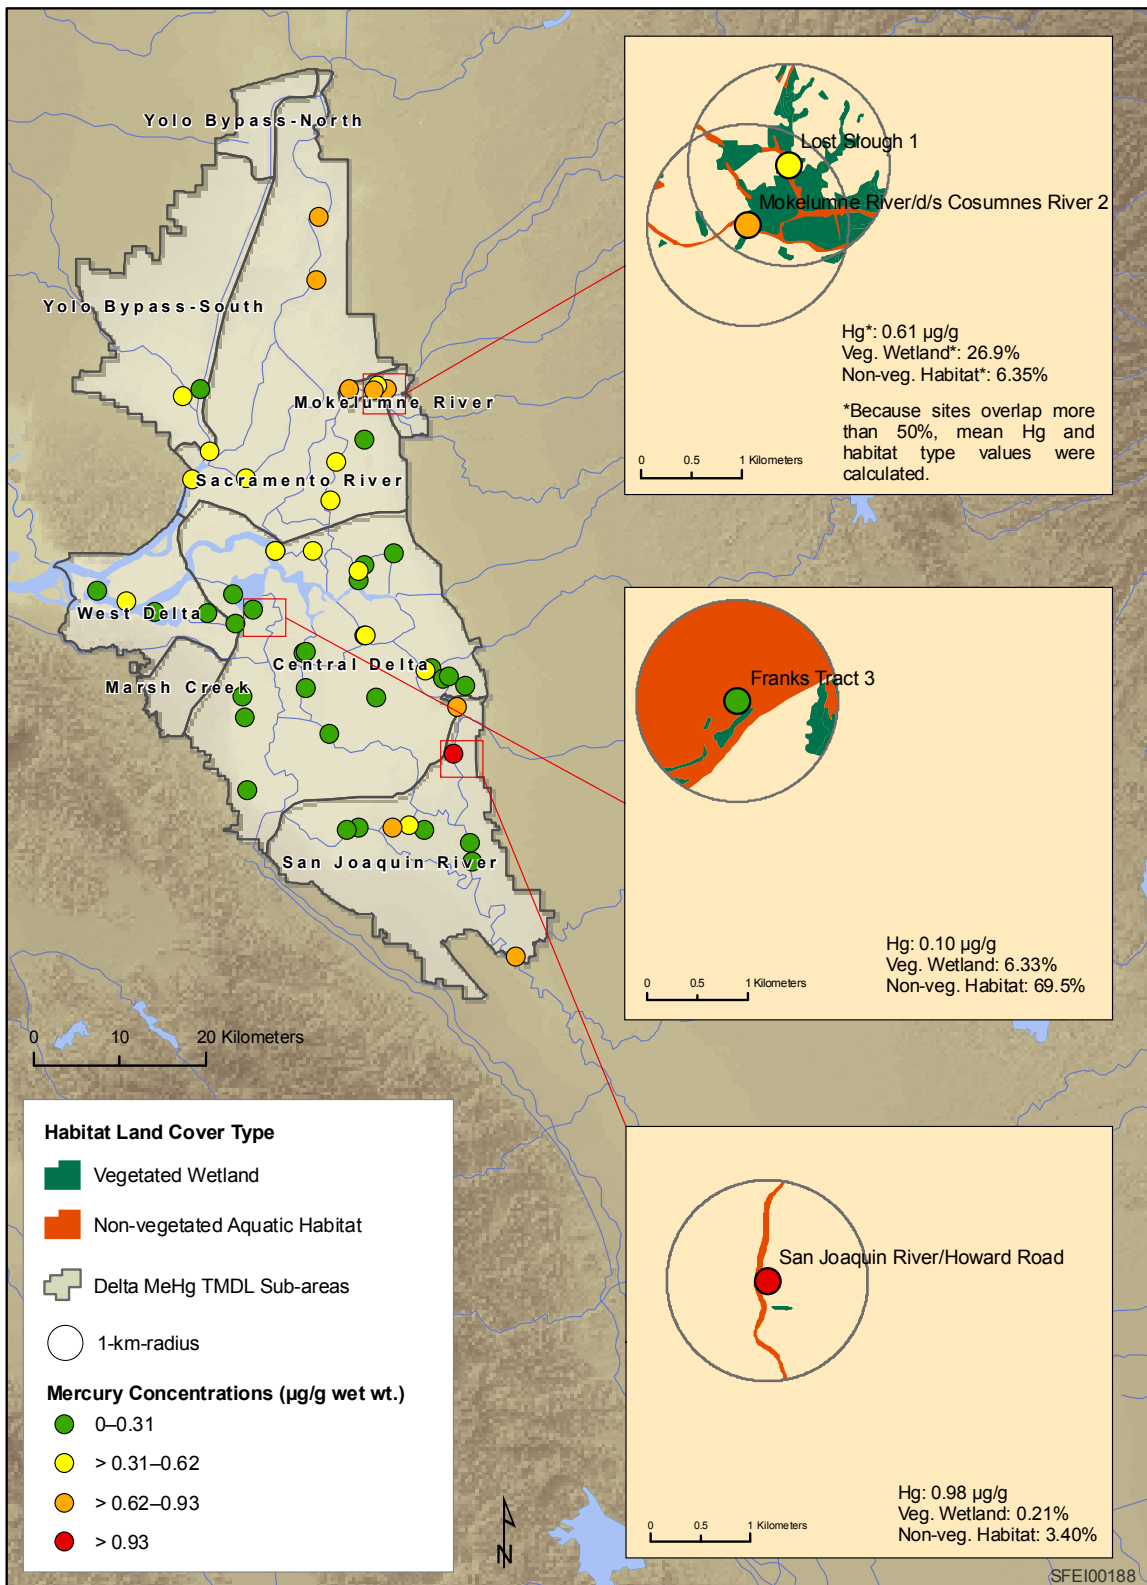 Yolo Bypass-North
Yolo Bypass-South
Mokelumne River
Sacramento River
West Delta
Central Delta
Marsh Creek
San Joaquin River
0 10 20 Kilometers
Lost Slough 1
Mokelumne River/d/s Cosumnes River 2
Hg*: 0.61 µg/g
Veg. Wetland*: 26.9%
Non-veg. Habitat*: 6.35%
*Because sites overlap more
than 50%, mean Hg and
habitat type values were
calculated.
0 0.5 1 Kilometers
Franks Tract 3
Hg: 0.10 µg/g
Veg. Wetland: 6.33%
Non-veg. Habitat: 69.5%
0 0.5 1 Kilometers
San Joaquin River/Howard Road
Hg: 0.98 µg/g
Veg. Wetland: 0.21%
Non-veg. Habitat: 3.40%
0 0.5 1 Kilometers
Habitat Land Cover Type
Vegetated Wetland
Non-vegetated Aquatic Habitat
Delta MeHg TMDL Sub-areas
1-km-radius
Mercury Concentrations (µg/g wet wt.)
0–0.31
> 0.31–0.62
> 0.62–0.93
> 0.93
N
SFEI00188